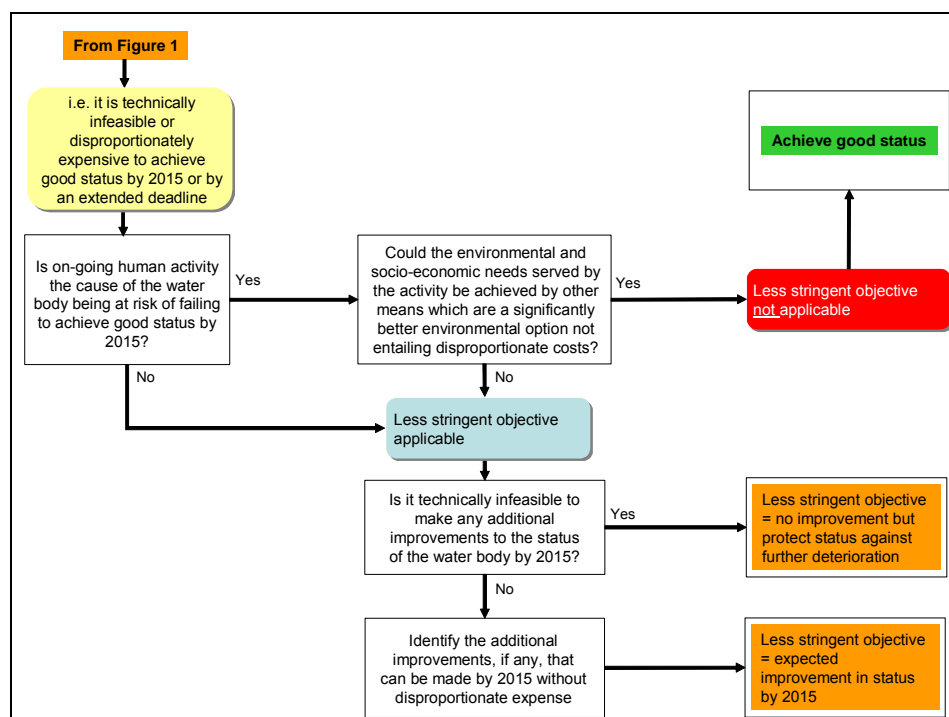 From Figure 1
i.e. it is technically
infeasible or
disproportionately
expensive to achieve
good status by 2015 or by
an extended deadline
Achieve good status
Is on-going human activity
the cause of the water
body being at risk of failing
to achieve good status by
2015?
Yes
Could the environmental and
socio-economic needs served by
the activity be achieved by other
means which are a significantly
better environmental option not
entailing disproportionate costs?
Yes
Less stringent objective
not applicable
No
No
Less stringent objective
applicable
Is it technically infeasible to
make any additional
improvements to the status
of the water body by 2015?
Yes
Less stringent objective
= no improvement but
protect status against
further deterioration
No
Identify the additional
improvements, if any, that
can be made by 2015 without
disproportionate expense
Less stringent objective
= expected
improvement in status
by 2015